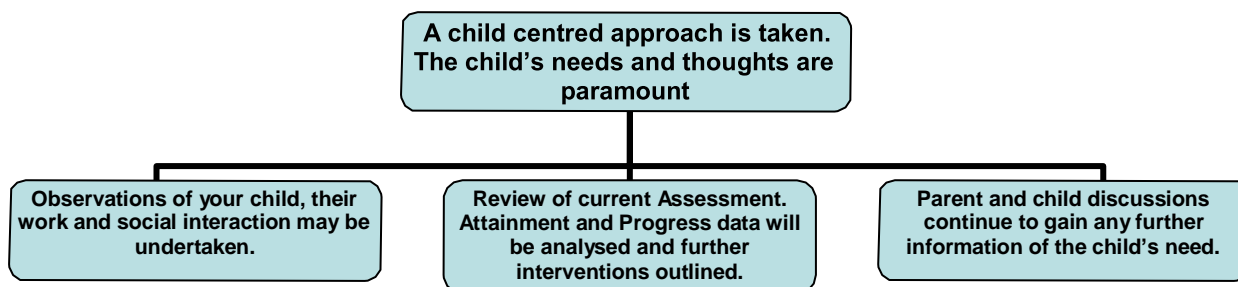 A child centred approach is taken.
The child's needs and thoughts are
paramount
Observations of your child, their
work and social interaction may be
undertaken.
Review of current Assessment.
Attainment and Progress data will
be analysed and further
interventions outlined.
Parent and child discussions
continue to gain any further
information of the child's need.